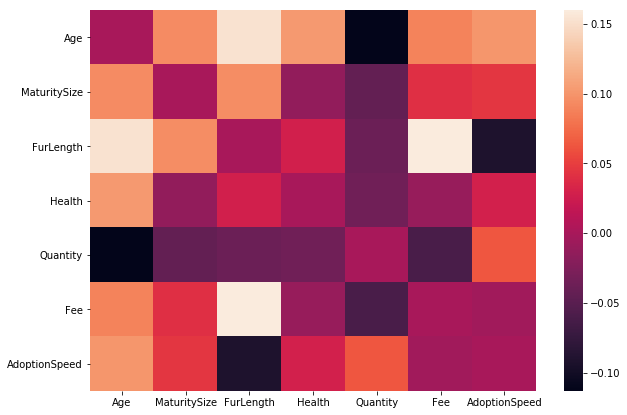 Age
MaturitySize
FurLength
Health
Quantity
Fee
AdoptionSpeed
Age
MaturitySize
FurLength
Health
Quantity
Fee
AdoptionSpeed
0.15
0.10
0.05
0.00
−0.05
−0.10